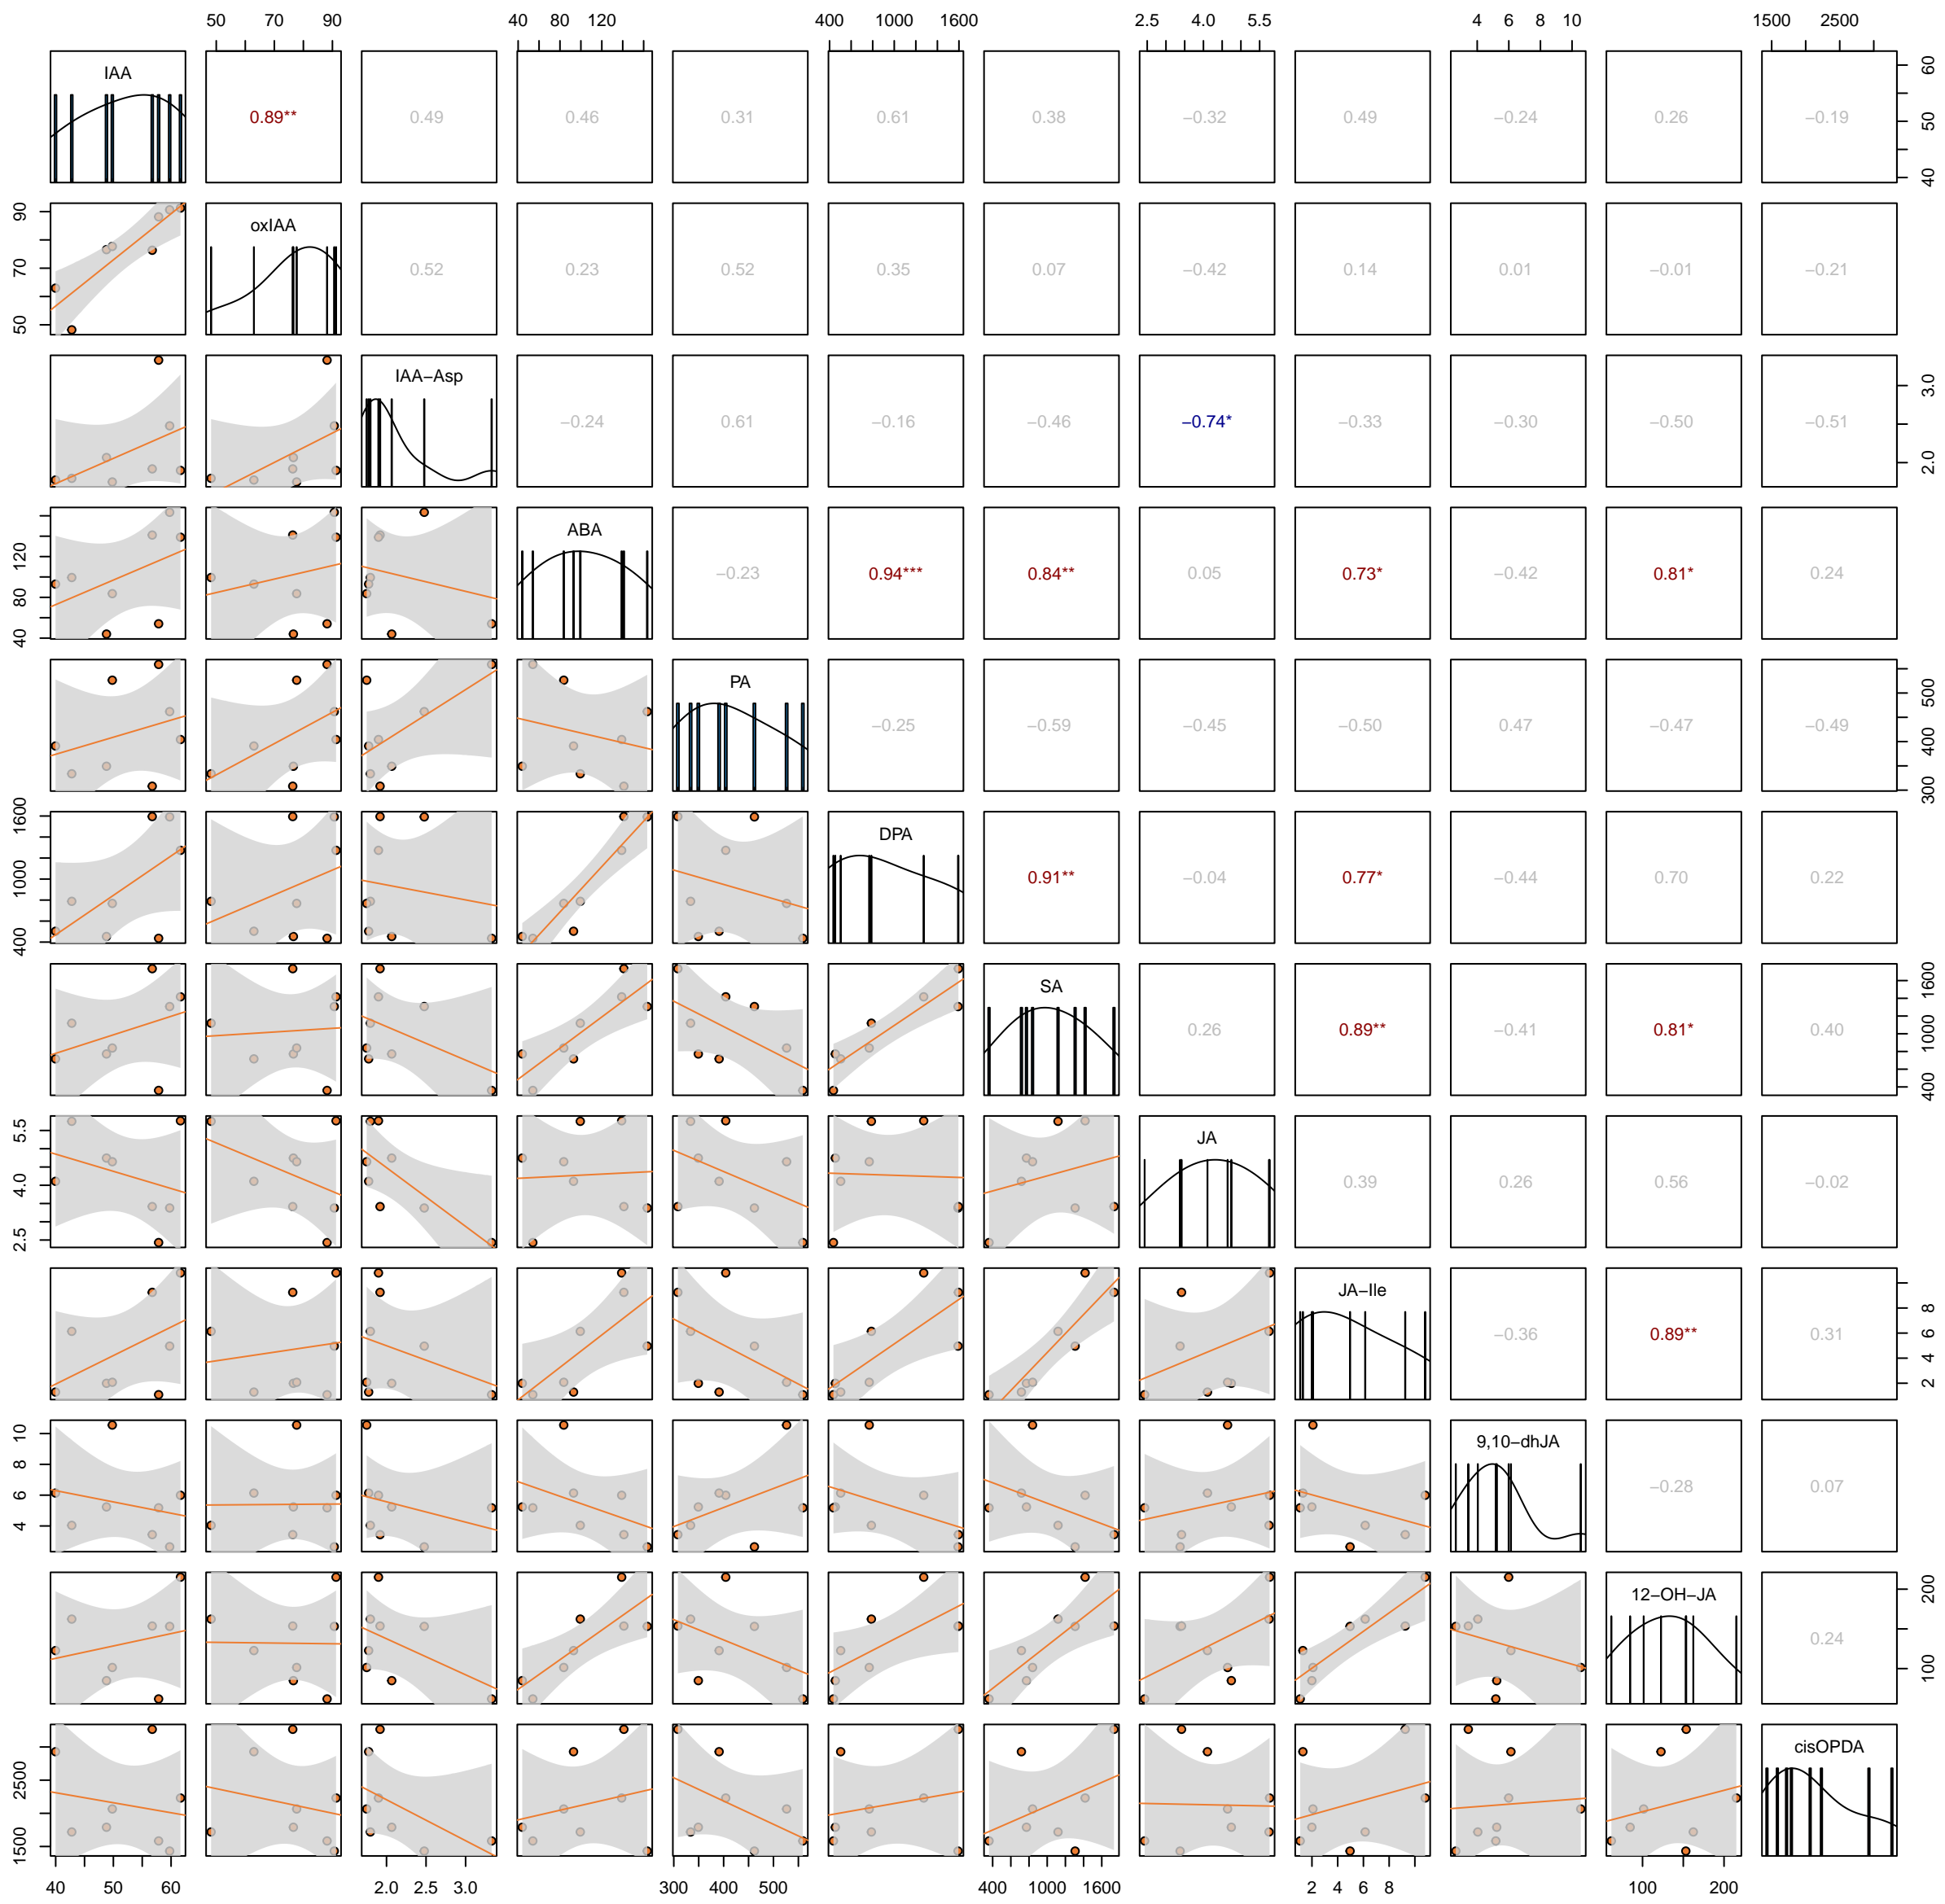 50 70 90 40 80 120 400 1000 1600 2.5 4.0 5.5 4 6 8 10 1500 2500
IAA 0.89** 0.49 0.46 0.31 0.61 0.38 −0.32 0.49 −0.24 0.26 −0.19 40 50 60
50 70 90 oxIAA 0.52 0.23 0.52 0.35 0.07 −0.42 0.14 0.01 −0.01 −0.21
IAA−Asp −0.24 0.61 −0.16 −0.46 −0.74* −0.33 −0.30 −0.50 −0.51 2.0 3.0
40 80 120 ABA −0.23 0.94*** 0.84** 0.05 0.73* −0.42 0.81* 0.24
PA −0.25 −0.59 −0.45 −0.50 0.47 −0.47 −0.49 300 400 500
400 1000 1600 DPA 0.91** −0.04 0.77* −0.44 0.70 0.22
SA 0.26 0.89** −0.41 0.81* 0.40 400 1000 1600
2.5 4.0 5.5 JA 0.39 0.26 0.56 −0.02
JA−Ile −0.36 0.89** 0.31 2 4 6 8
4 6 8 10 9,10−dhJA −0.28 0.07
12−OH−JA 0.24 100 200
1500 2500 cisOPDA
40 50 60 2.0 2.5 3.0 300 400 500 400 1000 1600 2 4 6 8 100 200